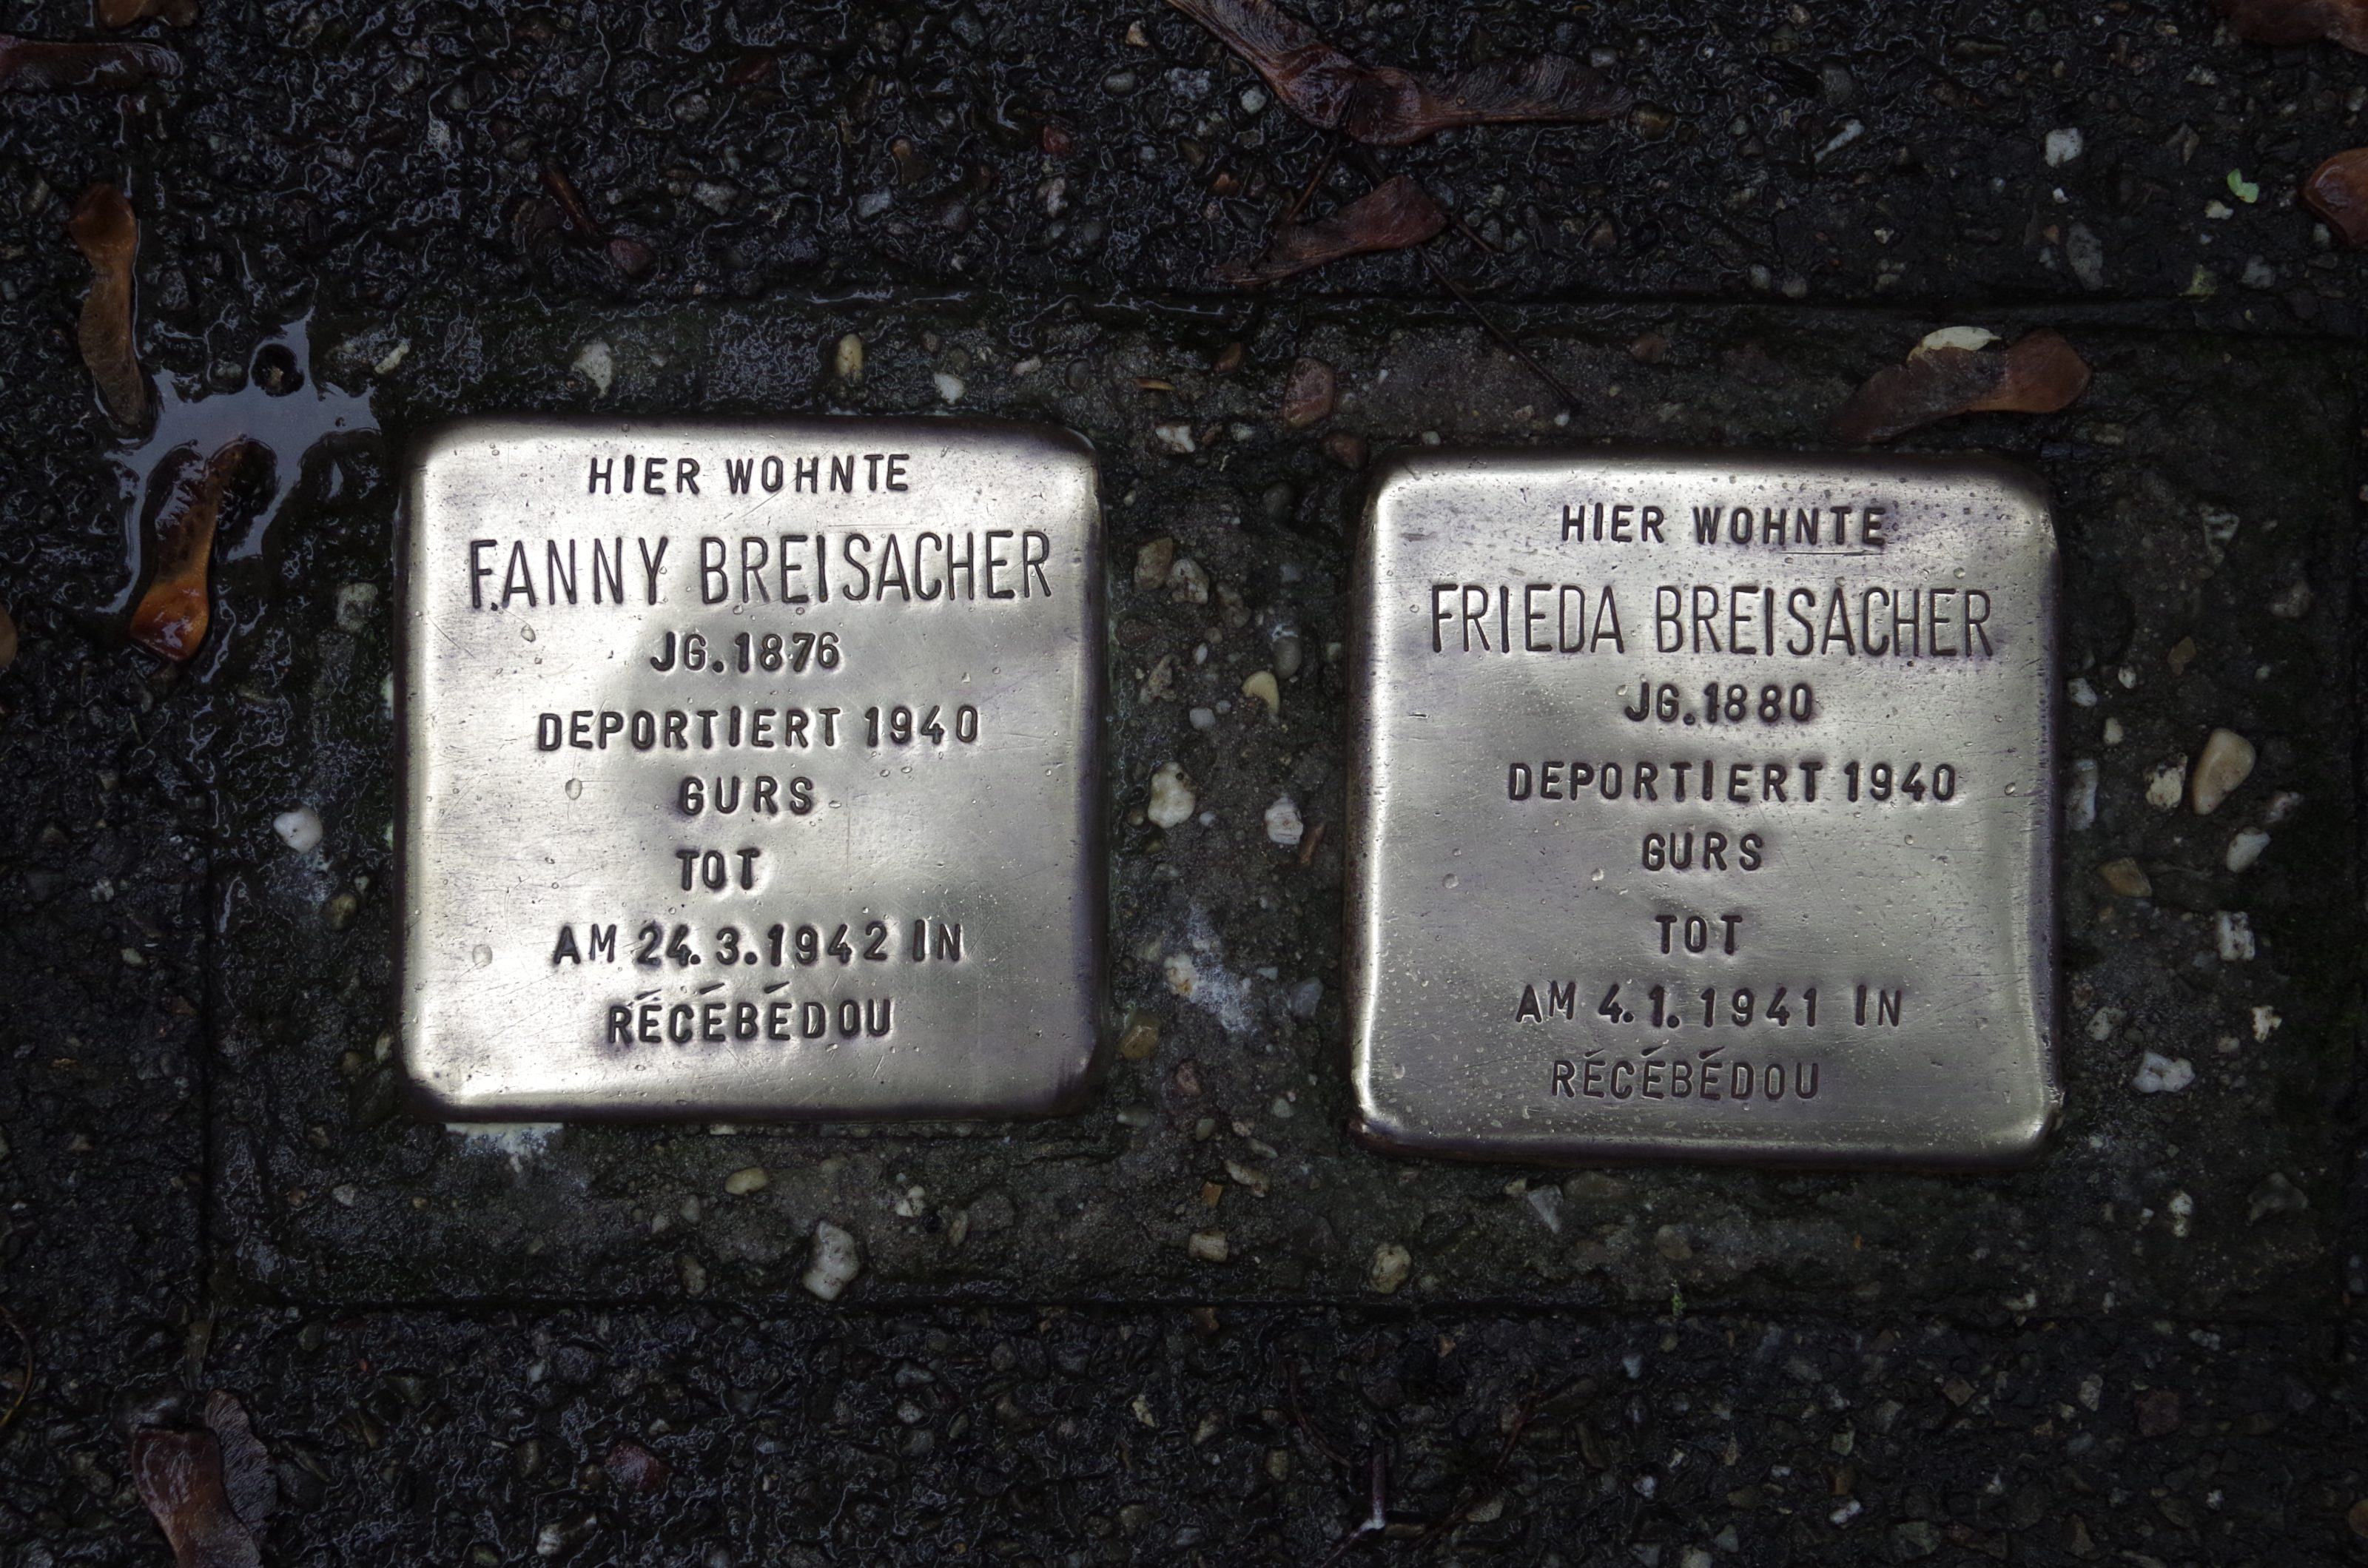 HIER WOHNTE
FANNY BREISACHER
JG. 1876
DEPORTIERT 1940
GURS
TOT
AM 24.3.1942 IN
RÉCÉBÉDOU
HIER WOHNTE
FRIEDA BREISACHER
JG. 1880
DEPORTIERT 1940
GURS
TOT
AM 4.1.1941 IN
RÉCÉBÉDOU